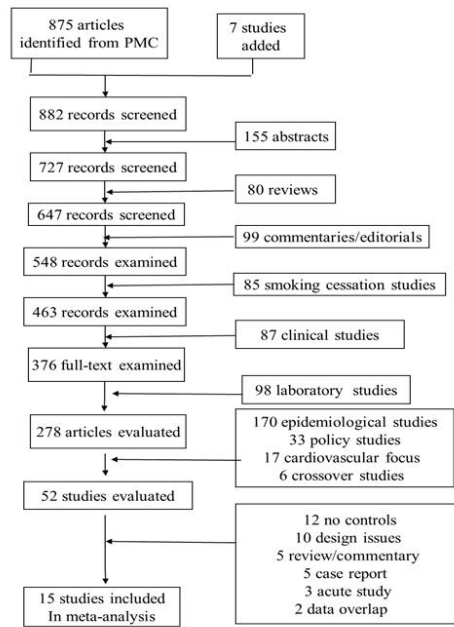 875 articles
identified from PMC
7 studies
added
882 records screened
155 abstracts
727 records screened
80 reviews
647 records screened
99 commentaries/editorials
548 records examined
85 smoking cessation studies
463 records examined
87 clinical studies
376 full-text examined
98 laboratory studies
278 articles evaluated
170 epidemiological studies
33 policy studies
17 cardiovascular focus
6 crossover studies
52 studies evaluated
12 no controls
10 design issues
5 review/commentary
5 case report
3 acute study
2 data overlap
15 studies included
In meta-analysis